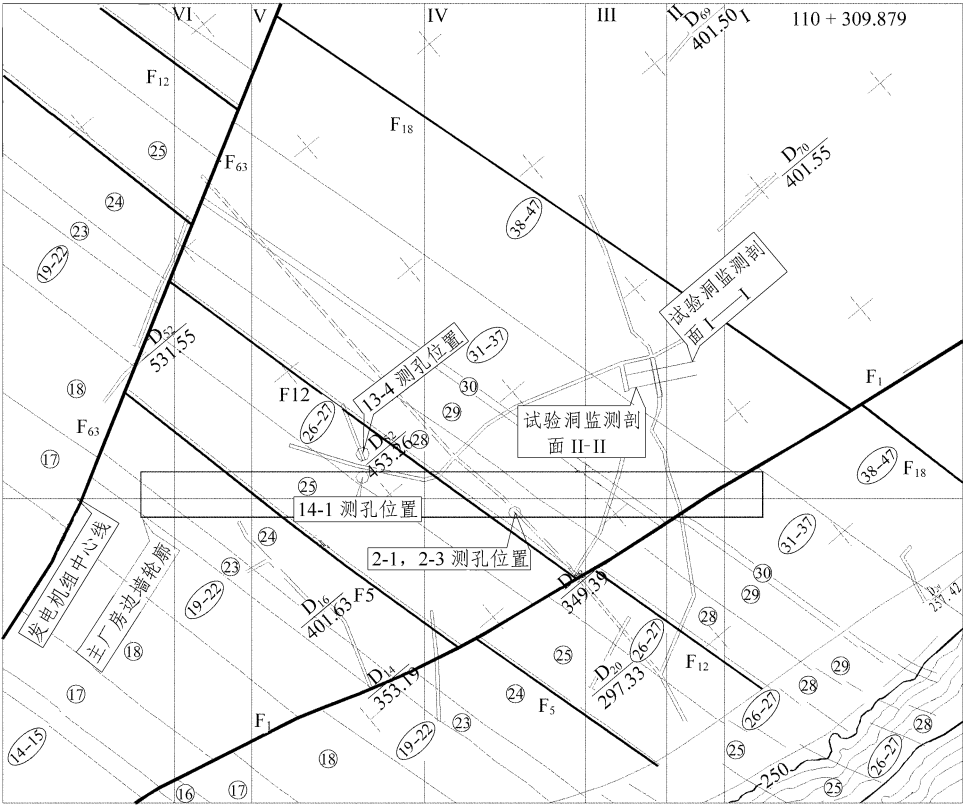 VI
V
IV
III
II
I
D₆₉
401.50
110 + 309.879
F₁₂
F₁₈
㉕
F₆₃
D₇₀
401.55
㉔
㉓
19-22
38-47
试验洞监测剖
面 I——I
D₅₂
531.55
13-4 测孔位置
31-37
⑱
F12
㉚
㉙
26-27
F₁
试验洞监测剖
面 II-II
F₆₃
㉘
453.26
⑰
38-47
F₁₈
㉕
14-1 测孔位置
发电机组中心线
主厂房边墙轮廓
㉔
2-1，2-3 测孔位置
31-37
㉓
19-22
349.39
㉚
㉙
257.42
D₁₆
401.63
F5
㉘
⑱
㉕
26-27
F₁₂
D₁₄
353.19
D₂₀
297.33
㉙
㉘
⑰
㉔
F₅
26-27
F₁
㉓
19-22
㉘
14-15
⑱
㉕
26-27
250
⑯
⑰
㉕